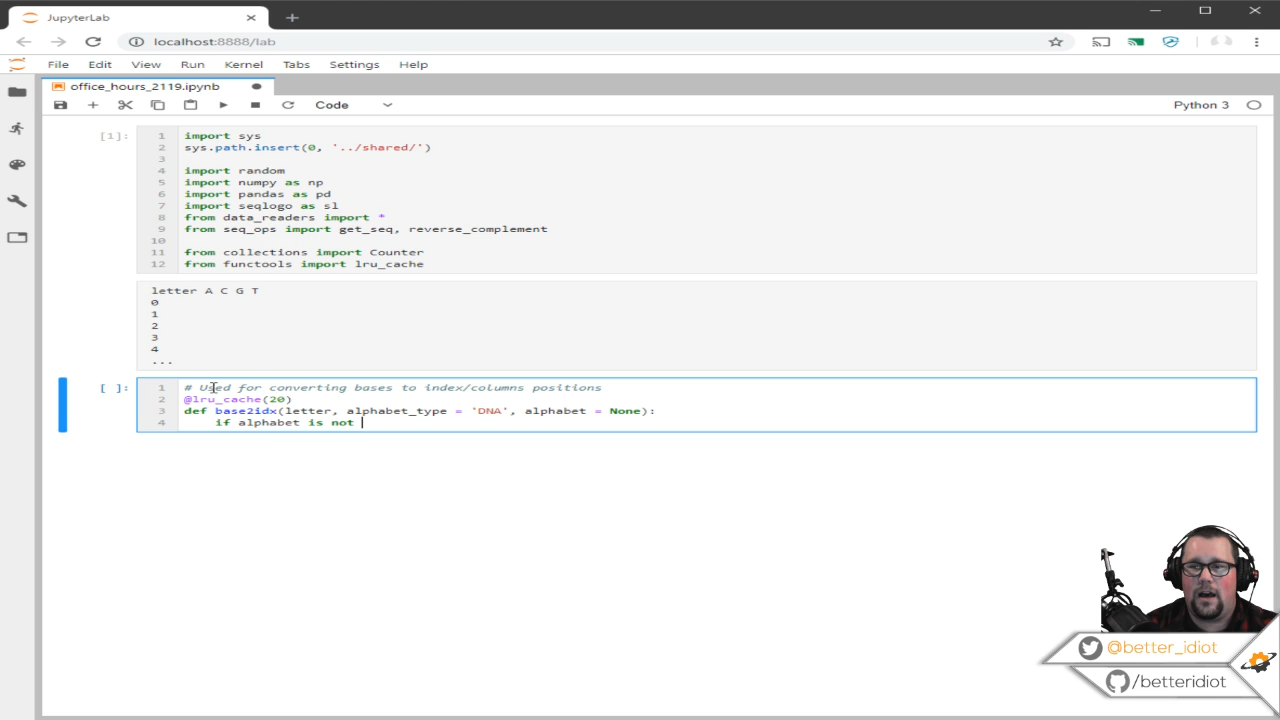 JupyterLab
localhost:8888/lab
File Edit View Run Kernel Tabs Settings Help
office_hours_2119.ipynb
Code
Python 3
[1]:
1 import sys
2 sys.path.insert(0, '../shared/')
3
4 import random
5 import numpy as np
6 import pandas as pd
7 import seqlogo as sl
8 from data_readers import *
9 from seq_ops import get_seq, reverse_complement
10
11 from collections import Counter
12 from functools import lru_cache
letter A C G T
0
1
2
3
4
...
[ ]:
1 # Used for converting bases to index/columns positions
2 @lru_cache(20)
3 def base2idx(letter, alphabet_type = 'DNA', alphabet = None):
4 if alphabet is not
@better_idiot
/betteridiot